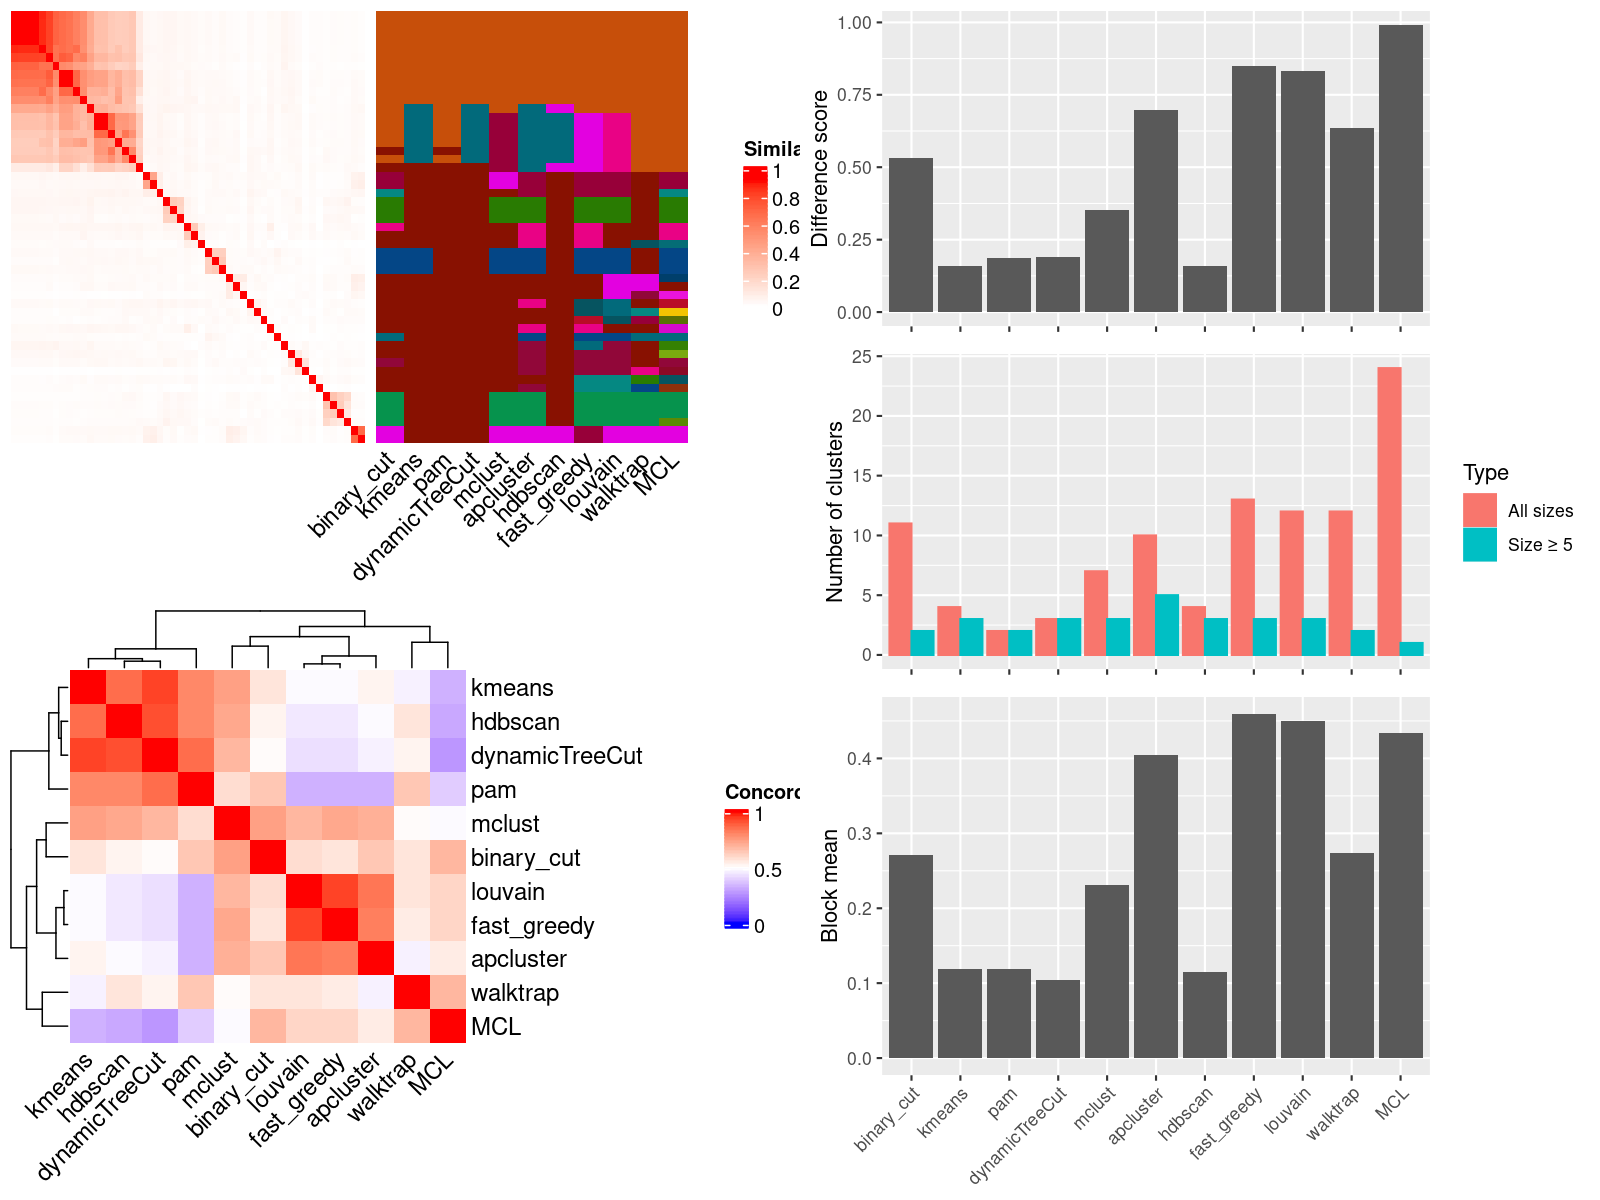 Simila
1
0.8
0.6
0.4
0.2
0
binary_cut
kmeans
pam
dynamicTreeCut
mclust
apcluster
hdbscan
fast_greedy
louvain
walktrap
MCL
kmeans
hdbscan
dynamicTreeCut
pam
mclust
binary_cut
louvain
fast_greedy
apcluster
walktrap
MCL
Concord
1
0.5
0
kmeans
hdbscan
dynamicTreeCut
pam
mclust
binary_cut
louvain
fast_greedy
apcluster
walktrap
MCL
Difference score
1.00
0.75
0.50
0.25
0.00
Number of clusters
25
20
15
10
5
0
Type
All sizes
Size ≥ 5
Block mean
0.4
0.3
0.2
0.1
0.0
binary_cut
kmeans
pam
dynamicTreeCut
mclust
apcluster
hdbscan
fast_greedy
louvain
walktrap
MCL